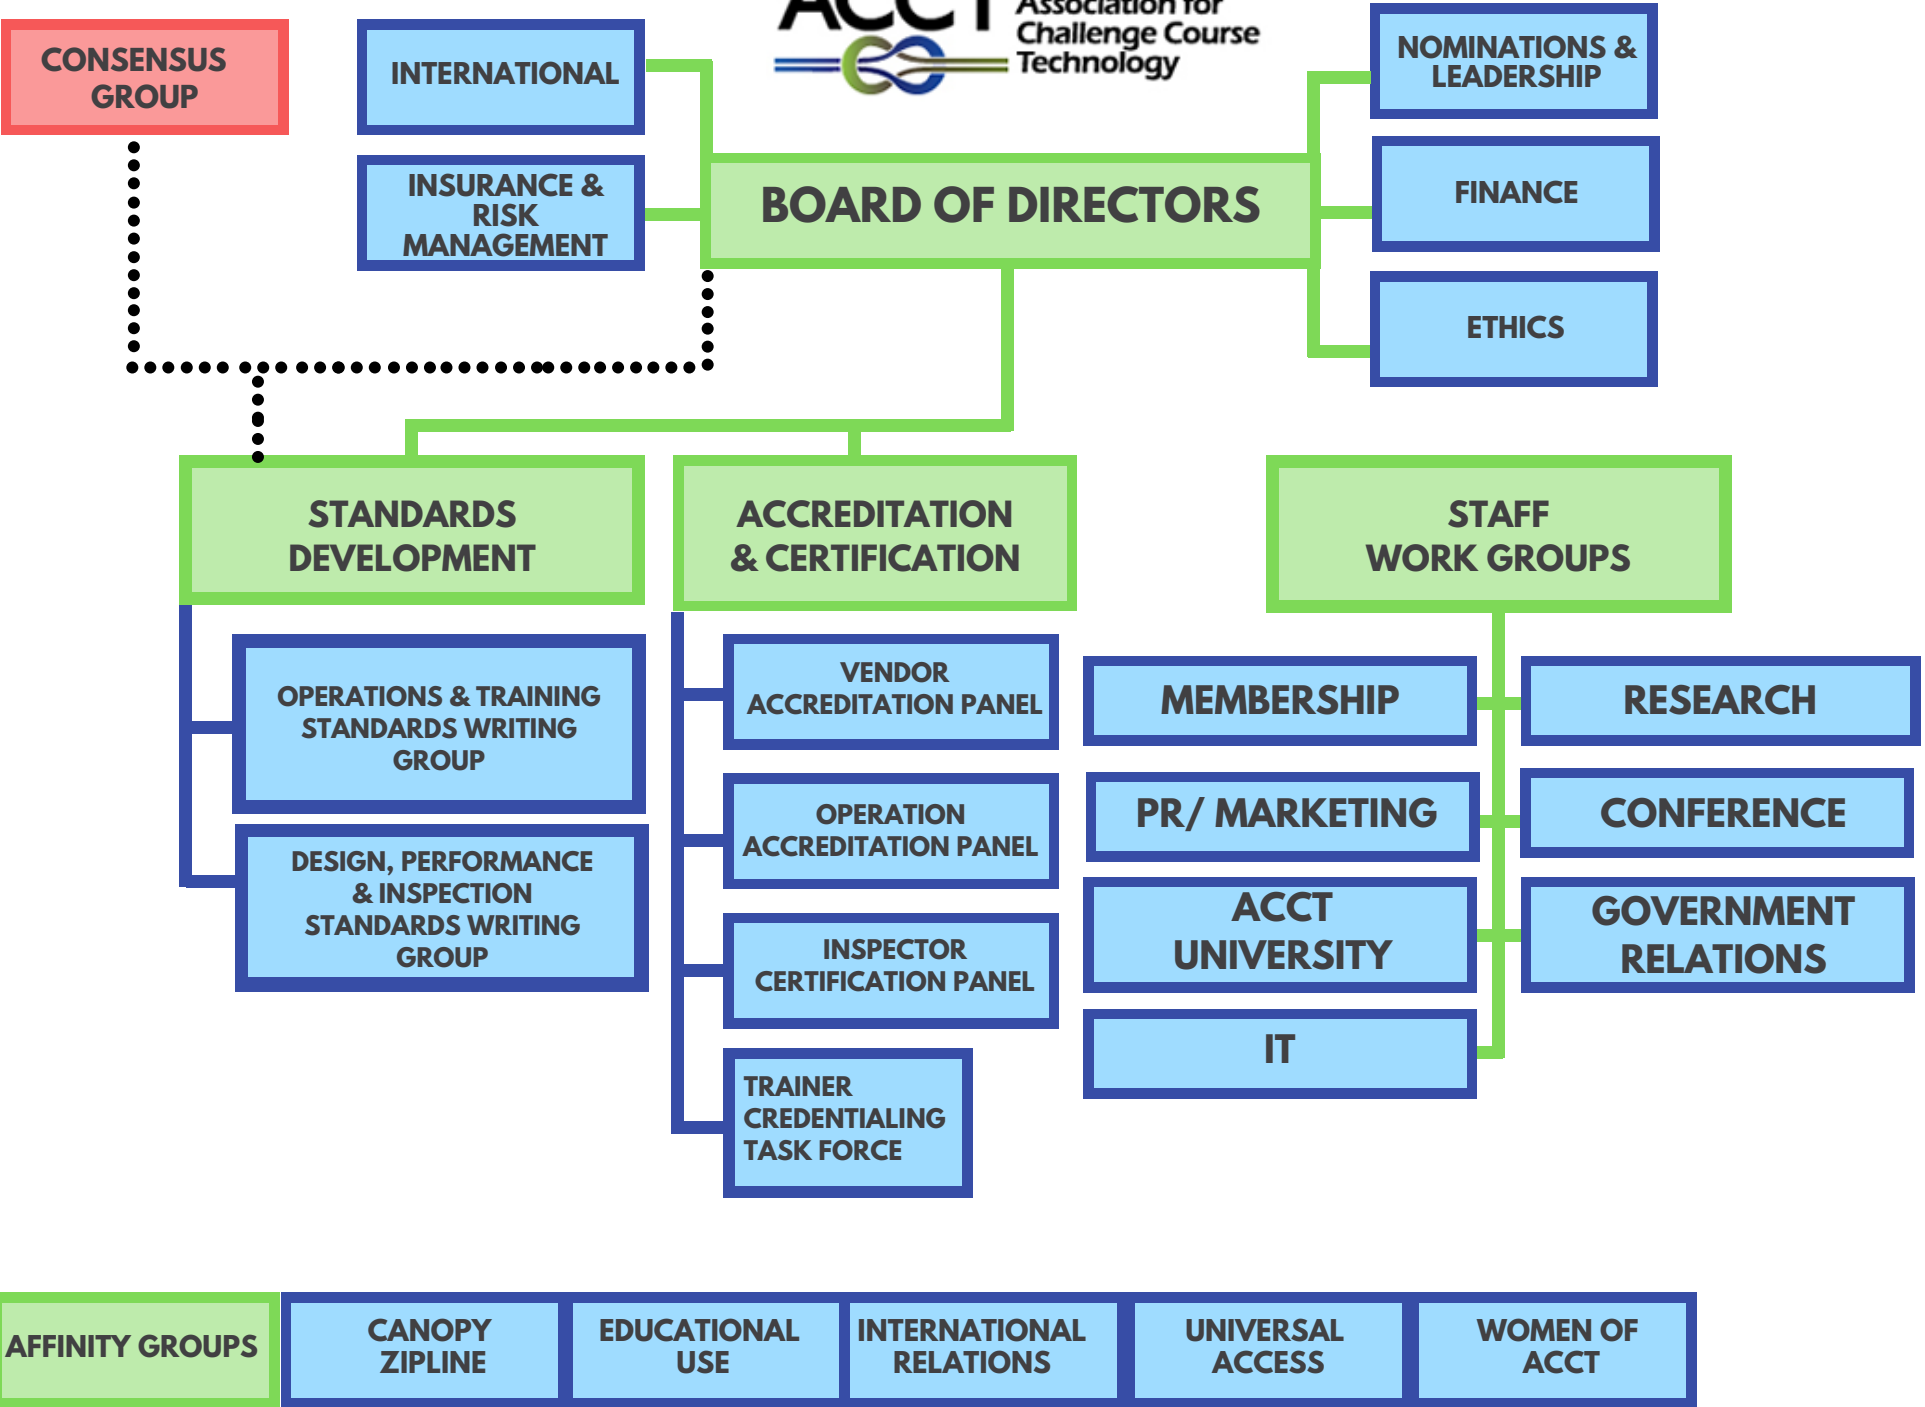 ACCT
Association for
Challenge Course
Technology
CONSENSUS
GROUP
INTERNATIONAL
INSURANCE &
RISK
MANAGEMENT
BOARD OF DIRECTORS
NOMINATIONS &
LEADERSHIP
FINANCE
ETHICS
STANDARDS
DEVELOPMENT
OPERATIONS & TRAINING
STANDARDS WRITING
GROUP
DESIGN, PERFORMANCE
& INSPECTION
STANDARDS WRITING
GROUP
ACCREDITATION
& CERTIFICATION
VENDOR
ACCREDITATION PANEL
OPERATION
ACCREDITATION PANEL
INSPECTOR
CERTIFICATION PANEL
TRAINER
CREDENTIALING
TASK FORCE
STAFF
WORK GROUPS
MEMBERSHIP
RESEARCH
PR/ MARKETING
CONFERENCE
ACCT
UNIVERSITY
GOVERNMENT
RELATIONS
IT
AFFINITY GROUPS
CANOPY
ZIPLINE
EDUCATIONAL
USE
INTERNATIONAL
RELATIONS
UNIVERSAL
ACCESS
WOMEN OF
ACCT